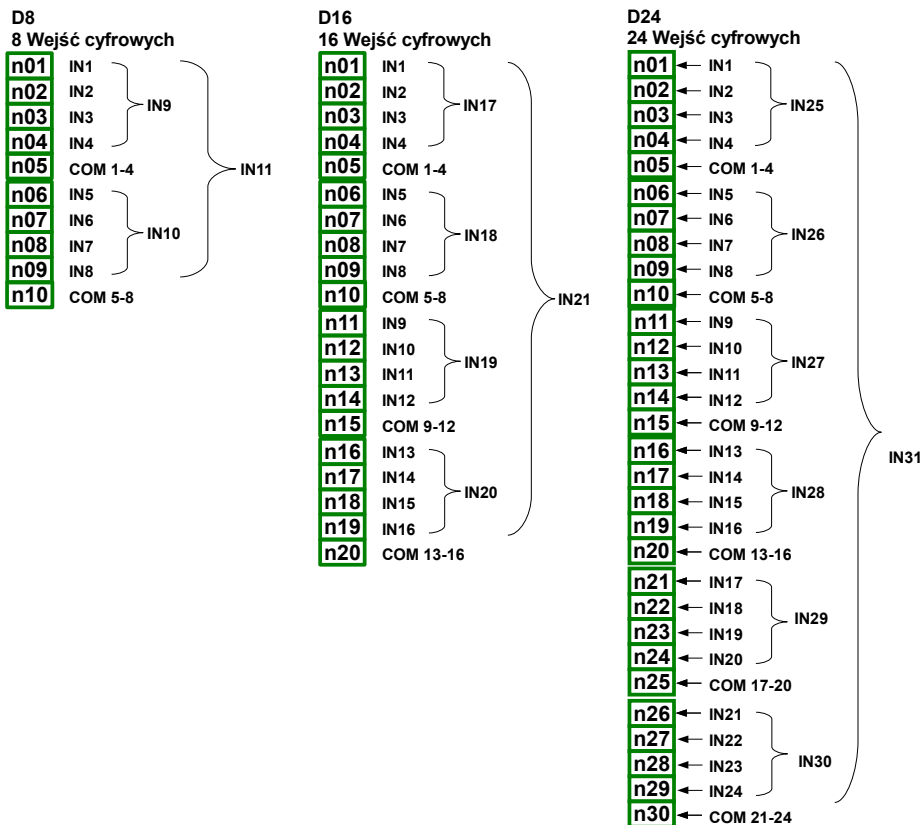 D8
8 Wejść cyfrowych
n01 IN1
n02 IN2
n03 IN3
n04 IN4
n05 COM 1-4
n06 IN5
n07 IN6
n08 IN7
n09 IN8
n10 COM 5-8
IN9
IN10
IN11
D16
16 Wejść cyfrowych
n01 IN1
n02 IN2
n03 IN3
n04 IN4
n05 COM 1-4
n06 IN5
n07 IN6
n08 IN7
n09 IN8
n10 COM 5-8
n11 IN9
n12 IN10
n13 IN11
n14 IN12
n15 COM 9-12
n16 IN13
n17 IN14
n18 IN15
n19 IN16
n20 COM 13-16
IN17
IN18
IN19
IN20
IN21
D24
24 Wejść cyfrowych
n01 IN1
n02 IN2
n03 IN3
n04 IN4
n05 COM 1-4
n06 IN5
n07 IN6
n08 IN7
n09 IN8
n10 COM 5-8
n11 IN9
n12 IN10
n13 IN11
n14 IN12
n15 COM 9-12
n16 IN13
n17 IN14
n18 IN15
n19 IN16
n20 COM 13-16
n21 IN17
n22 IN18
n23 IN19
n24 IN20
n25 COM 17-20
n26 IN21
n27 IN22
n28 IN23
n29 IN24
n30 COM 21-24
IN25
IN26
IN27
IN28
IN29
IN30
IN31